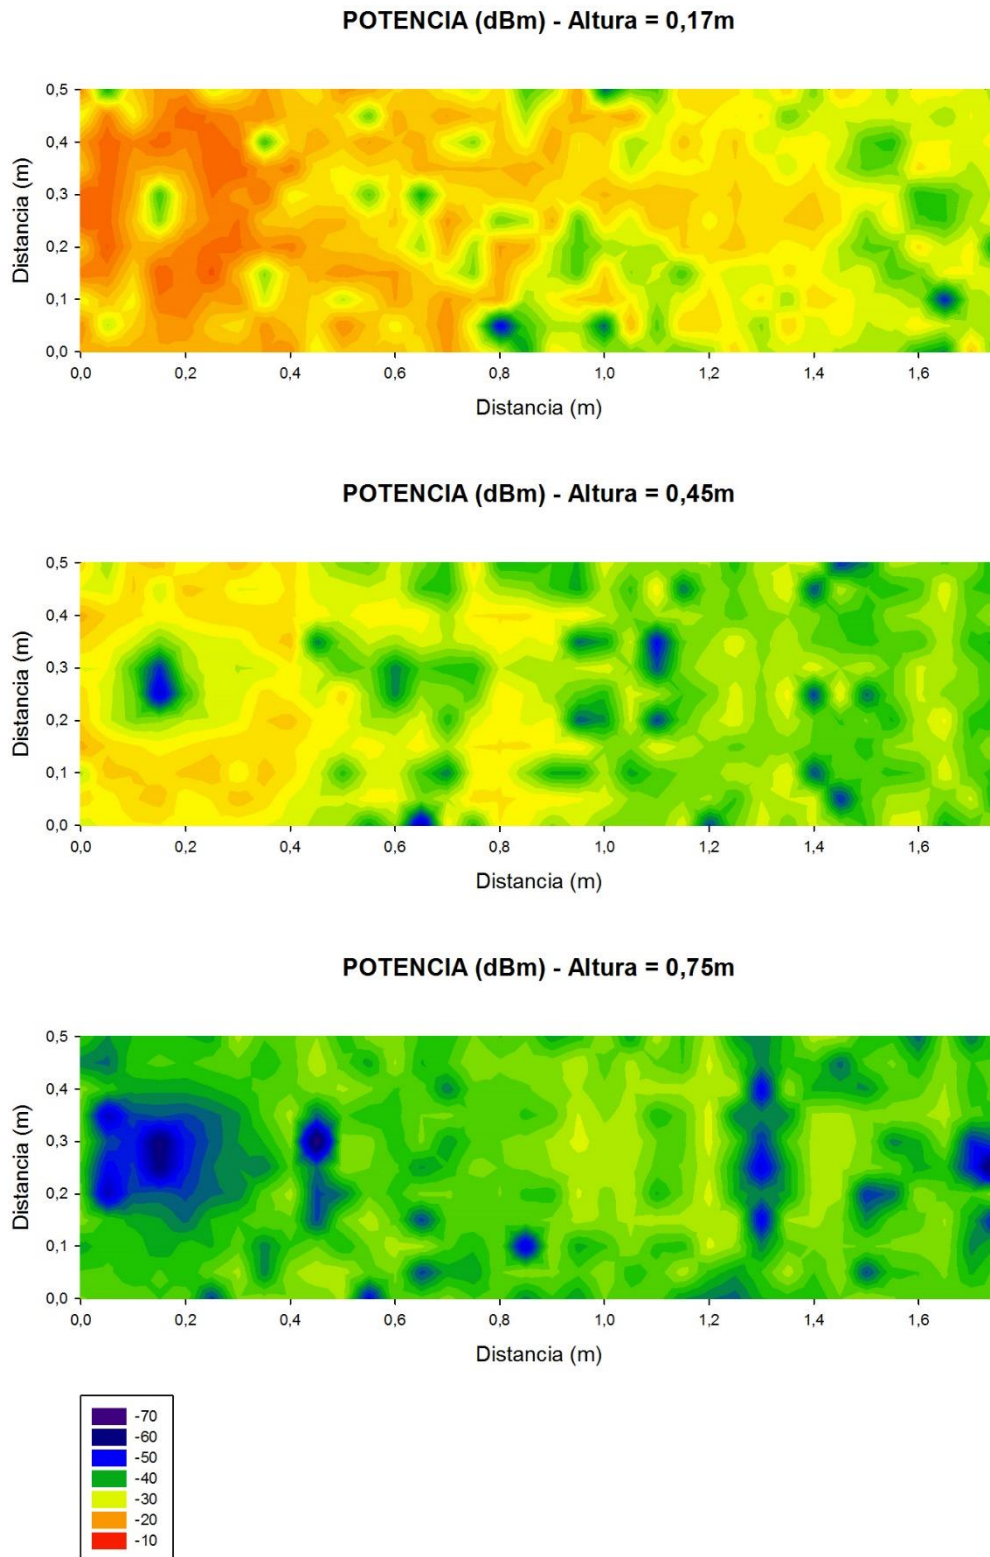 POTENCIA (dBm) - Altura = 0,17m
Distancia (m)
0,5
0,4
0,3
0,2
0,1
0,0
0,0 0,2 0,4 0,6 0,8 1,0 1,2 1,4 1,6
Distancia (m)
POTENCIA (dBm) - Altura = 0,45m
Distancia (m)
0,5
0,4
0,3
0,2
0,1
0,0
0,0 0,2 0,4 0,6 0,8 1,0 1,2 1,4 1,6
Distancia (m)
POTENCIA (dBm) - Altura = 0,75m
Distancia (m)
0,5
0,4
0,3
0,2
0,1
0,0
0,0 0,2 0,4 0,6 0,8 1,0 1,2 1,4 1,6
Distancia (m)
-70
-60
-50
-40
-30
-20
-10